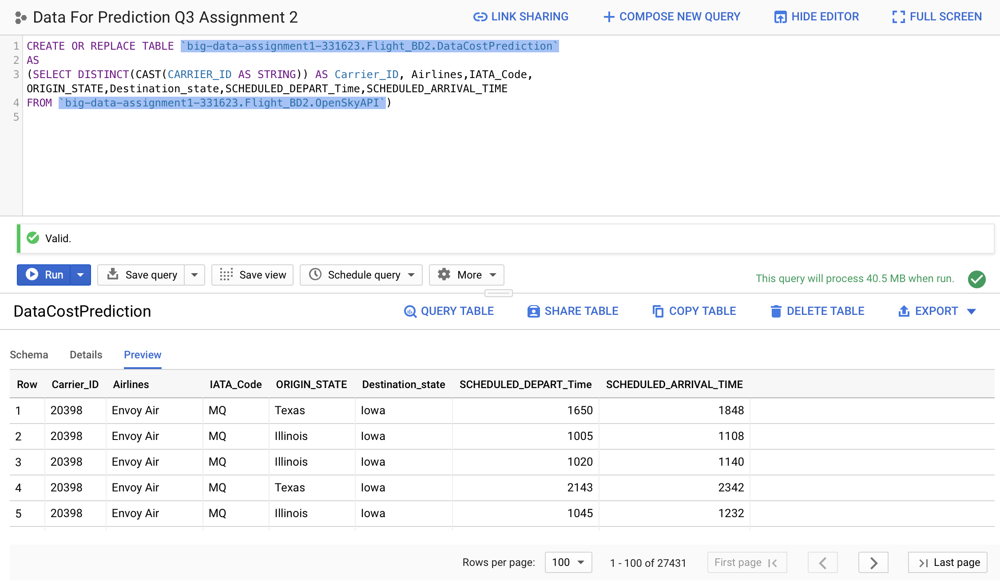 Data For Prediction Q3 Assignment 2 LINK SHARING COMPOSE NEW QUERY HIDE EDITOR FULL SCREEN
1 CREATE OR REPLACE TABLE `big-data-assignment1-331623.Flight_BD2.DataCostPrediction`
2 AS
3 (SELECT DISTINCT(CAST(CARRIER_ID AS STRING)) AS Carrier_ID, Airlines,IATA_Code,
ORIGIN_STATE,Destination_state,SCHEDULED_DEPART_Time,SCHEDULED_ARRIVAL_TIME
4 FROM `big-data-assignment1-331623.Flight_BD2.OpenSkyAPI`)
5
Valid.
Run Save query Save view Schedule query More This query will process 40.5 MB when run.
DataCostPrediction QUERY TABLE SHARE TABLE COPY TABLE DELETE TABLE EXPORT
Schema Details Preview
Row Carrier_ID Airlines IATA_Code ORIGIN_STATE Destination_state SCHEDULED_DEPART_Time SCHEDULED_ARRIVAL_TIME
1 20398 Envoy Air MQ Texas Iowa 1650 1848
2 20398 Envoy Air MQ Illinois Iowa 1005 1108
3 20398 Envoy Air MQ Illinois Iowa 1020 1140
4 20398 Envoy Air MQ Texas Iowa 2143 2342
5 20398 Envoy Air MQ Illinois Iowa 1045 1232
Rows per page: 100 1 - 100 of 27431 First page Last page